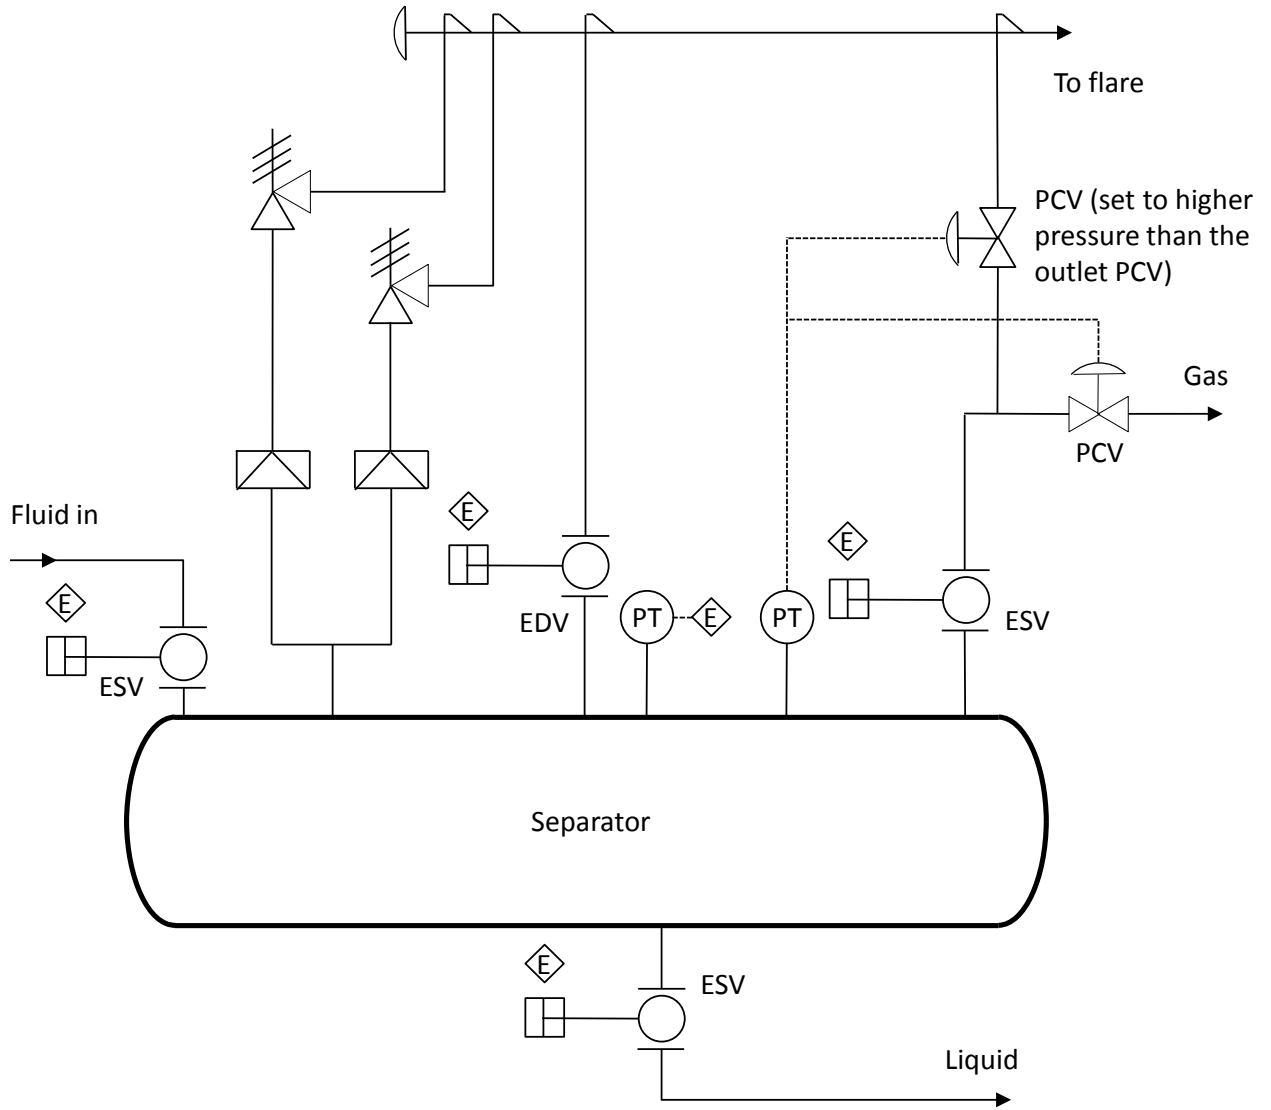 To flare
PCV (set to higher
pressure than the
outlet PCV)
Gas
PCV
Fluid in
E
E
E
EDV
PT
E
PT
ESV
ESV
Separator
E
ESV
Liquid